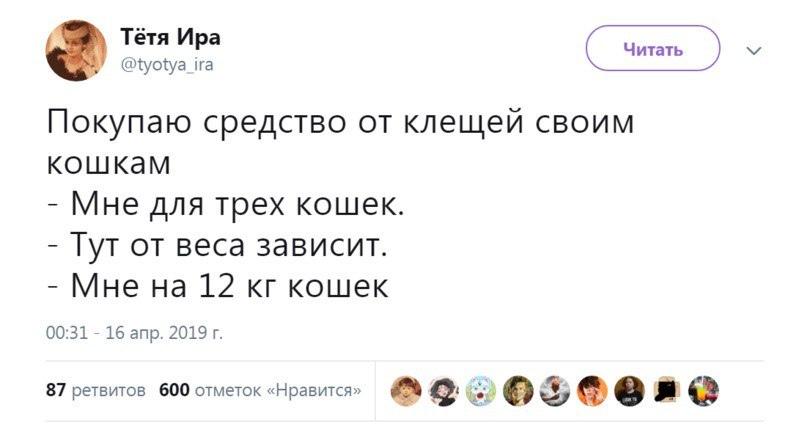 Тётя Ира
@tyotya_ira
Читать
Покупаю средство от клещей своим
кошкам
- Мне для трех кошек.
- Тут от веса зависит.
- Мне на 12 кг кошек
00:31 - 16 апр. 2019 г.
87 ретвитов 600 отметок «Нравится»